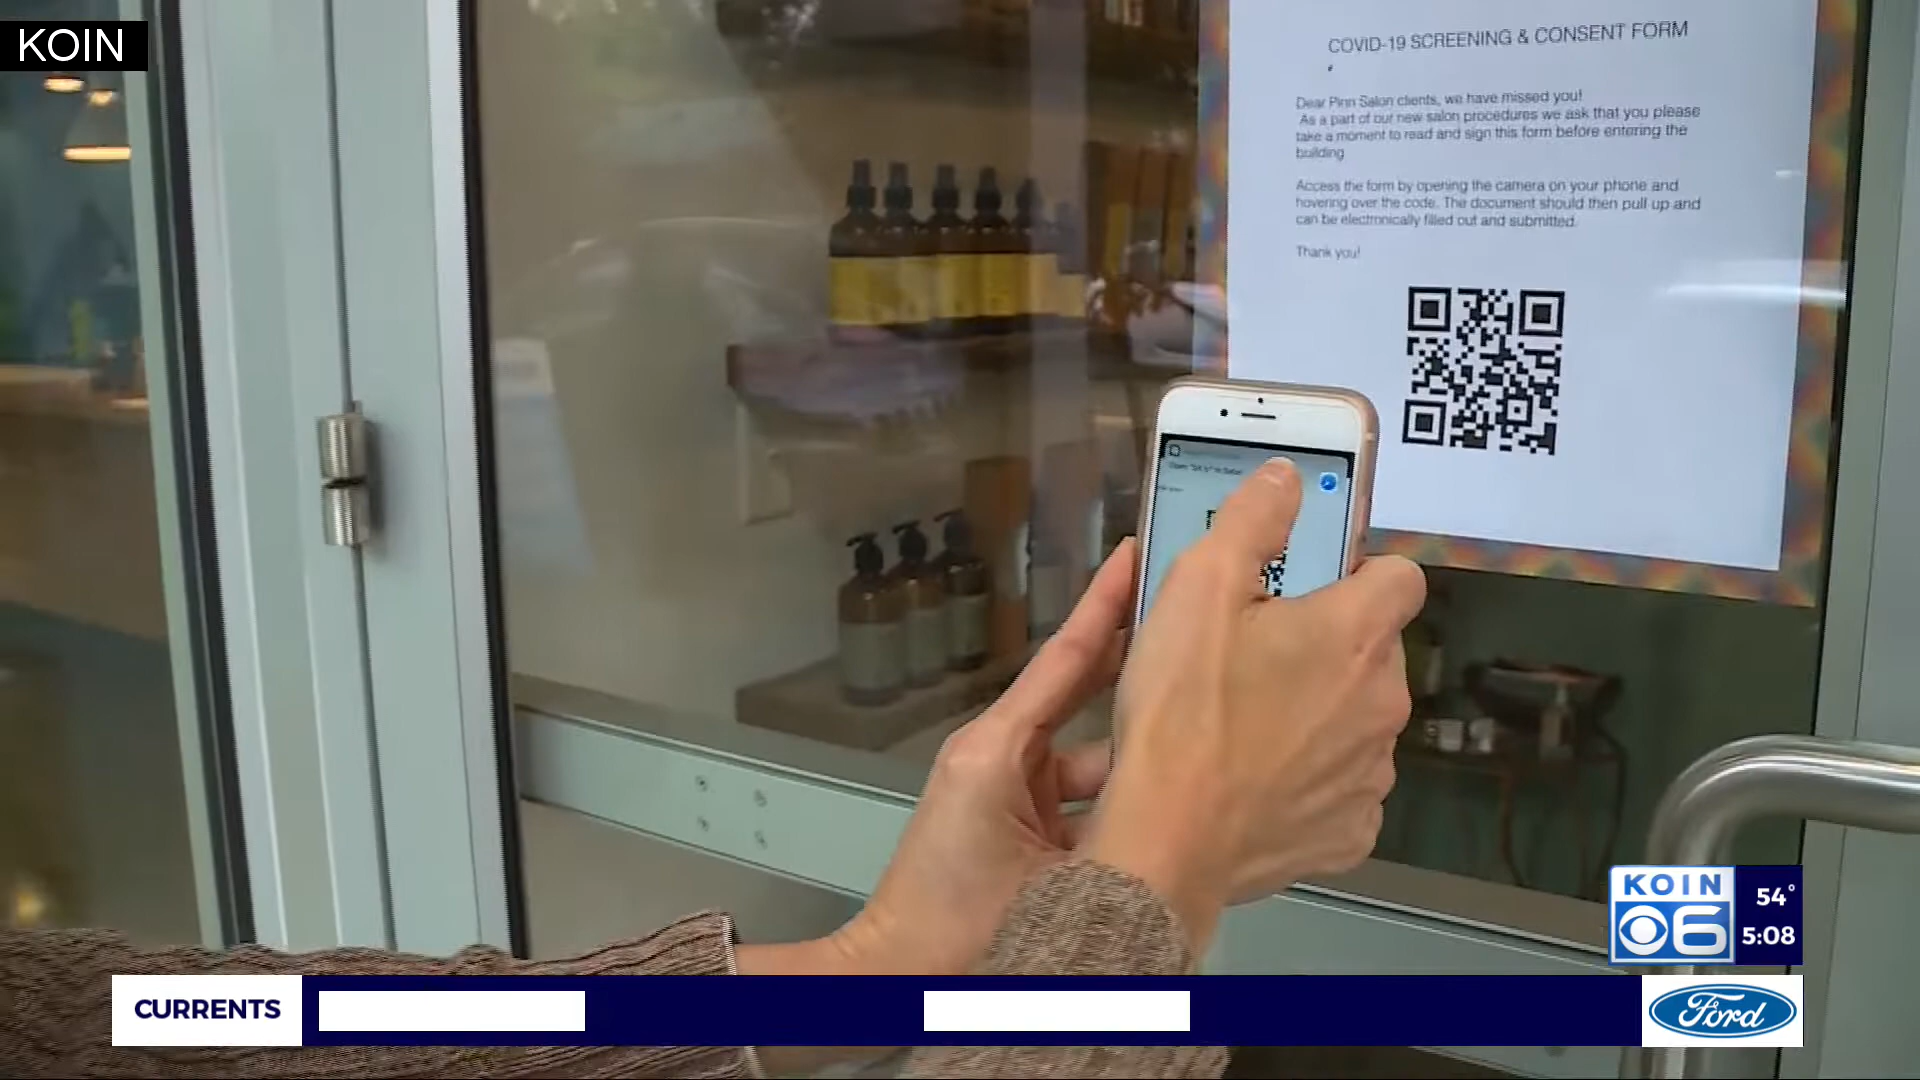 KOIN
COVID-19 SCREENING & CONSENT FORM
Dear Pinn Salon clients, we have missed you!
As a part of our new salon procedures we ask that you please
take a moment to read and sign this form before entering the
building
Access the form by opening the camera on your phone and
hovering over the code. The document should then pull up and
can be electronically filled out and submitted.
Thank you!
KOIN
6
54°
5:08
CURRENTS
Ford